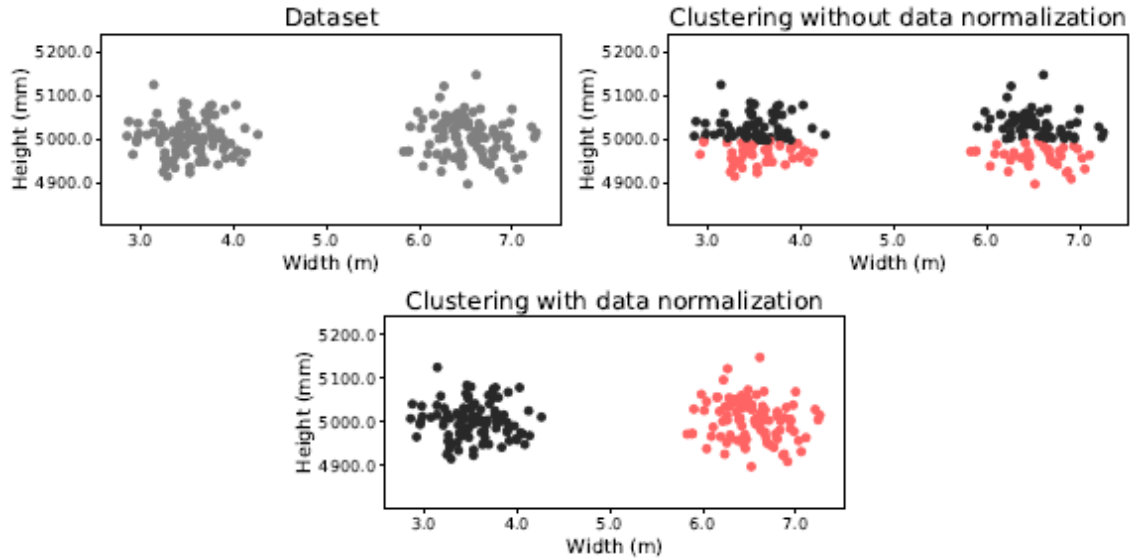 Dataset
5200.0
5100.0
5000.0
4900.0
Height (mm)
3.0 4.0 5.0 6.0 7.0
Width (m)
Clustering without data normalization
5200.0
5100.0
5000.0
4900.0
Height (mm)
3.0 4.0 5.0 6.0 7.0
Width (m)
Clustering with data normalization
5200.0
5100.0
5000.0
4900.0
Height (mm)
3.0 4.0 5.0 6.0 7.0
Width (m)